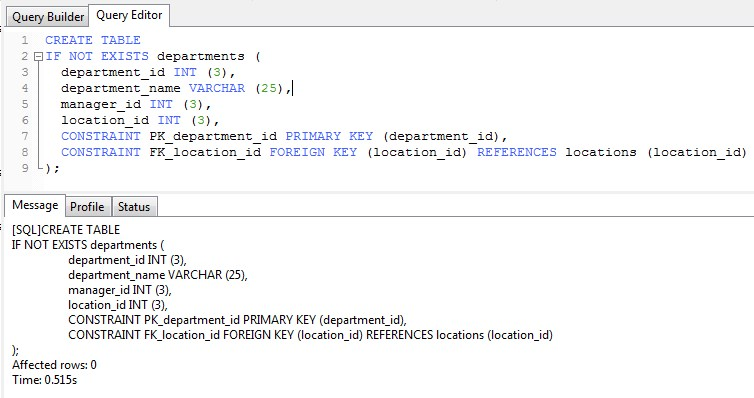 Query Builder Query Editor
1 CREATE TABLE
2 IF NOT EXISTS departments (
3 department_id INT (3),
4 department_name VARCHAR (25),
5 manager_id INT (3),
6 location_id INT (3),
7 CONSTRAINT PK_department_id PRIMARY KEY (department_id),
8 CONSTRAINT FK_location_id FOREIGN KEY (location_id) REFERENCES locations (location_id)
9 );
Message Profile Status
[SQL]CREATE TABLE
IF NOT EXISTS departments (
department_id INT (3),
department_name VARCHAR (25),
manager_id INT (3),
location_id INT (3),
CONSTRAINT PK_department_id PRIMARY KEY (department_id),
CONSTRAINT FK_location_id FOREIGN KEY (location_id) REFERENCES locations (location_id)
);
Affected rows: 0
Time: 0.515s